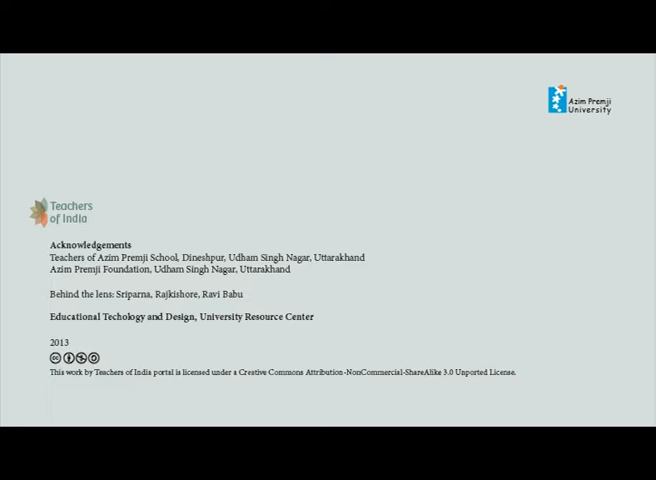 Azim Premji
University
Teachers
of India
Acknowledgements
Teachers of Azim Premji School, Dineshpur, Udham Singh Nagar, Uttarakhand
Azim Premji Foundation, Udham Singh Nagar, Uttarakhand
Behind the lens: Sriparna, Rajkishore, Ravi Babu
Educational Techology and Design, University Resource Center
2013
This work by Teachers of India portal is licensed under a Creative Commons Attribution-NonCommercial-ShareAlike 3.0 Unported License.